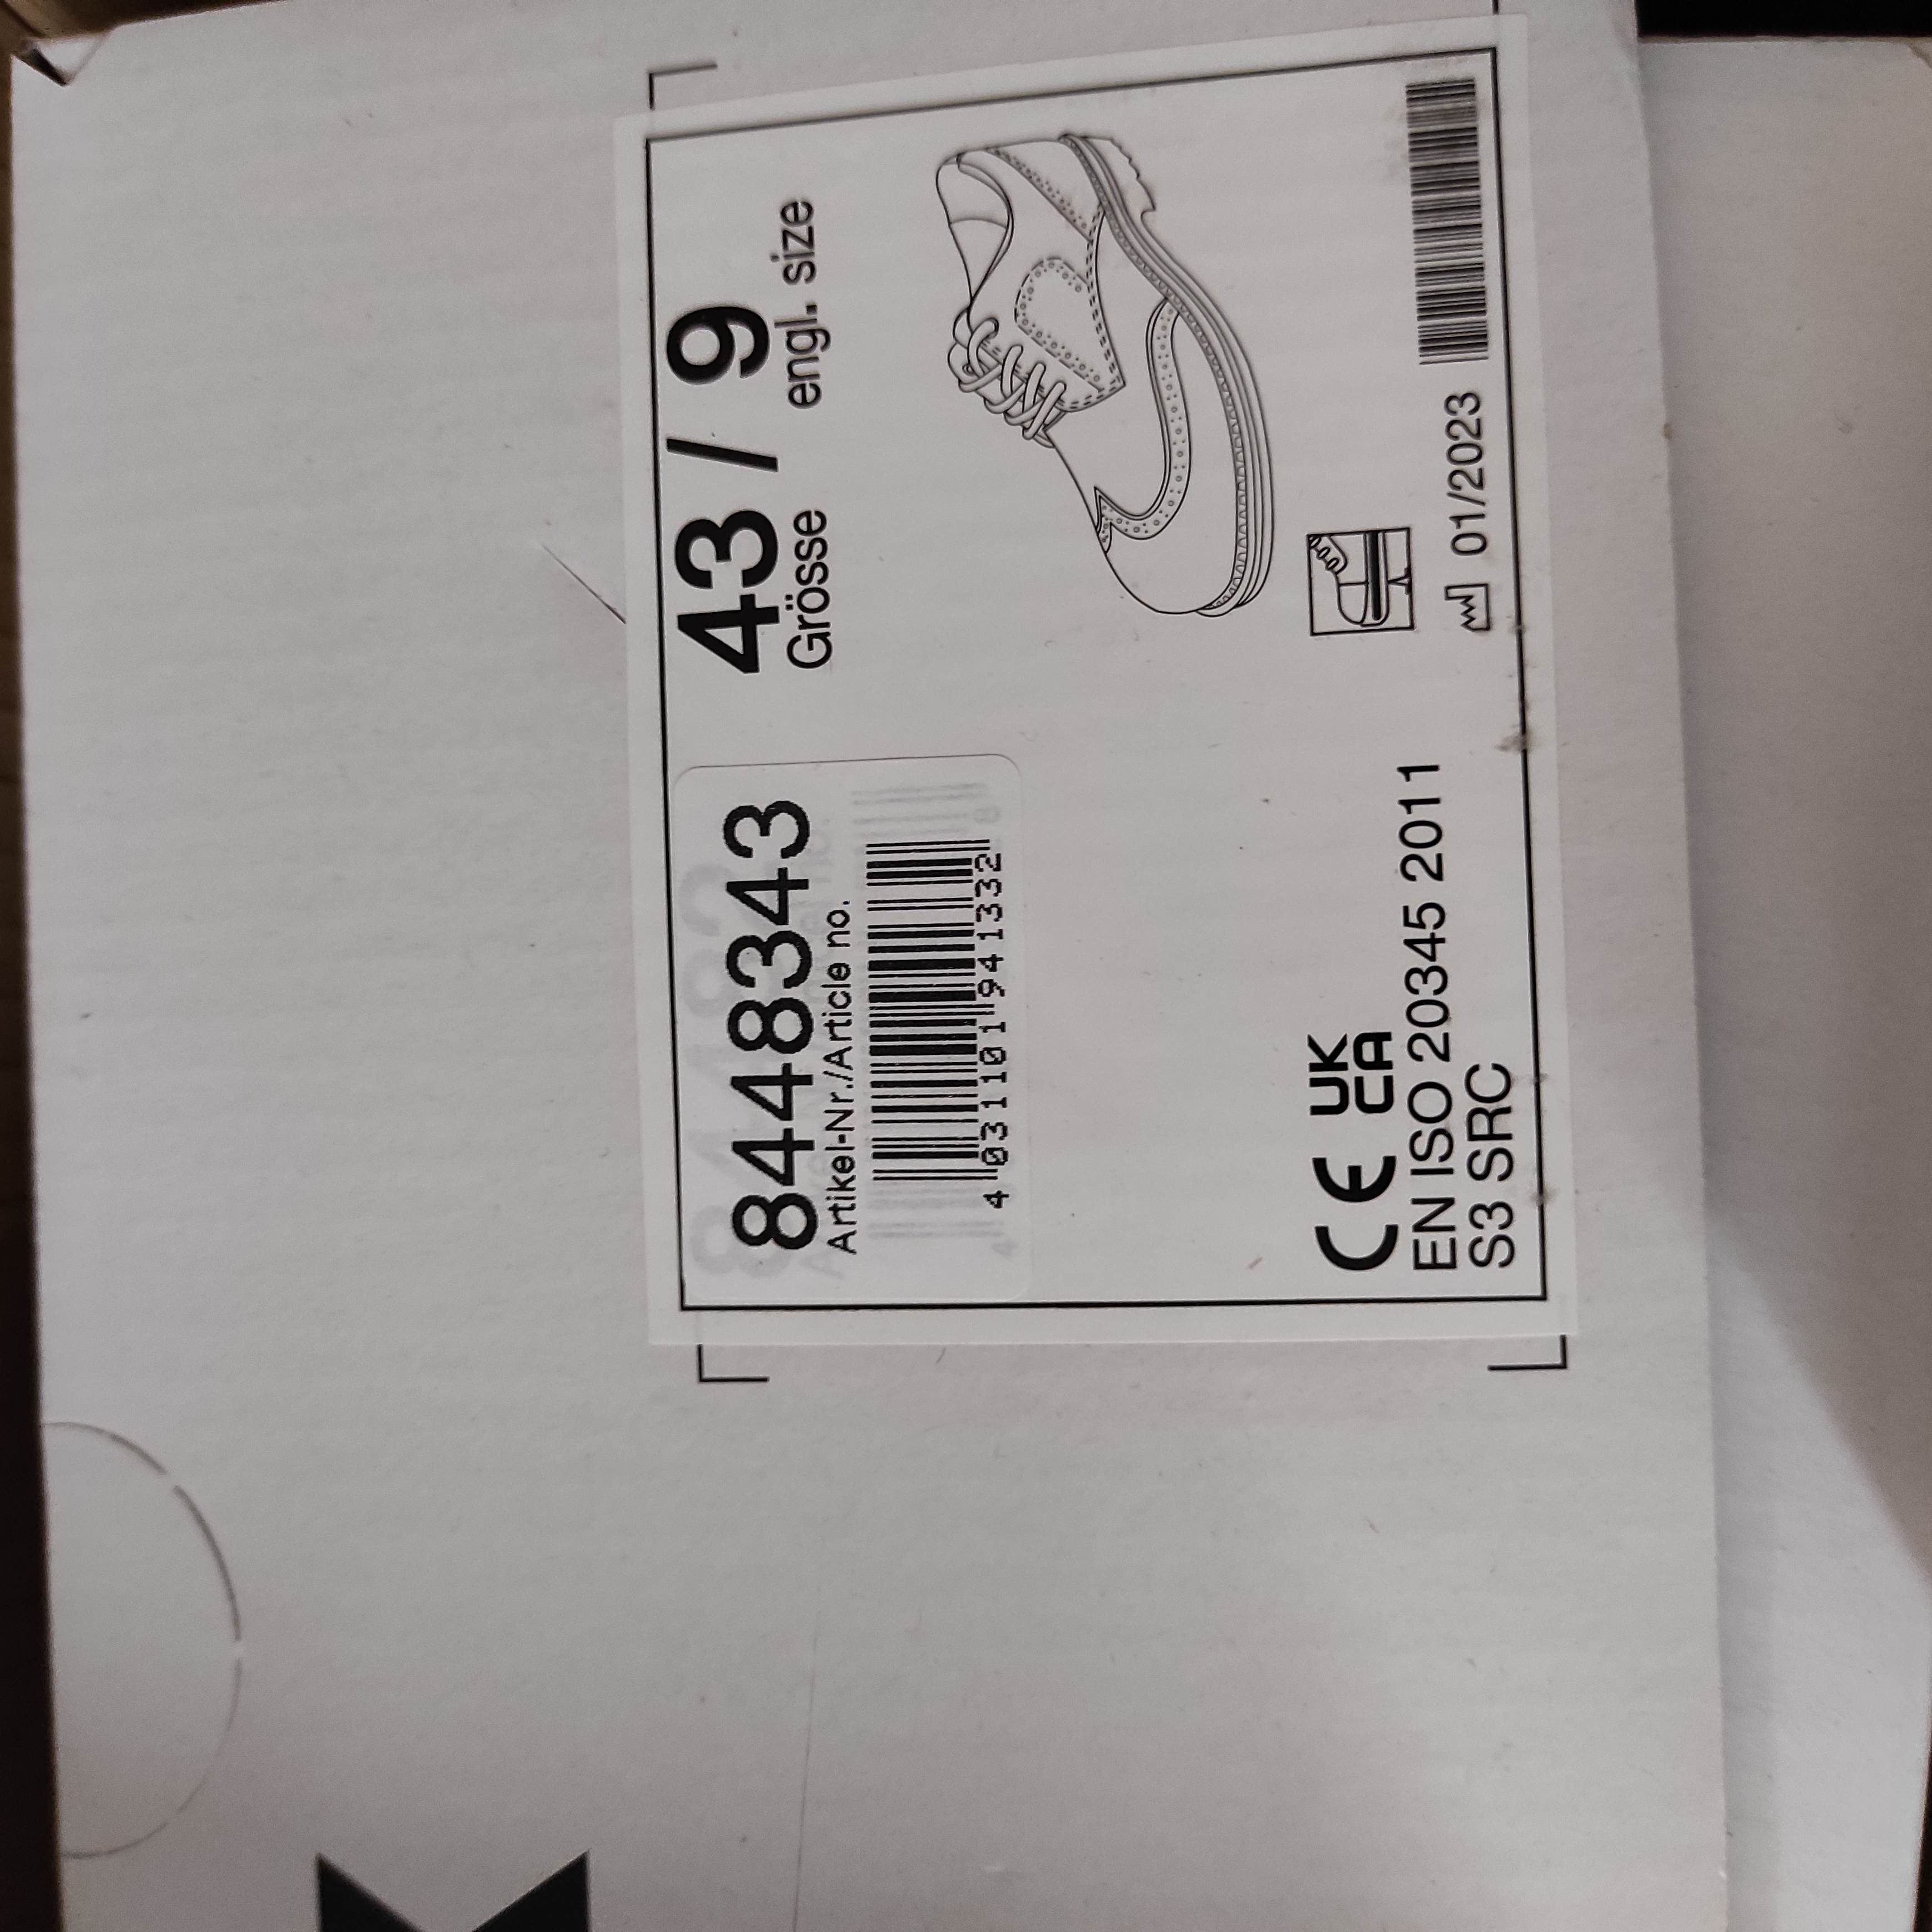 8448343
Artikel-Nr./Article no.
4 031101 941332
43 / 9
Grösse engl. size
CE UK
CA
EN ISO 20345 2011
S3 SRC
01/2023